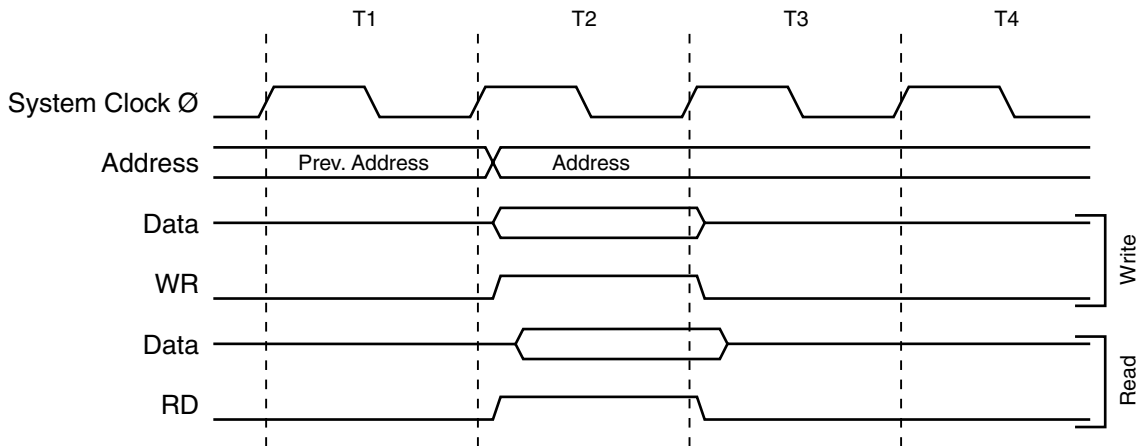 T1 T2 T3 T4
System Clock Ø
Address Prev. Address Address
Data
WR
Write
Data
RD
Read